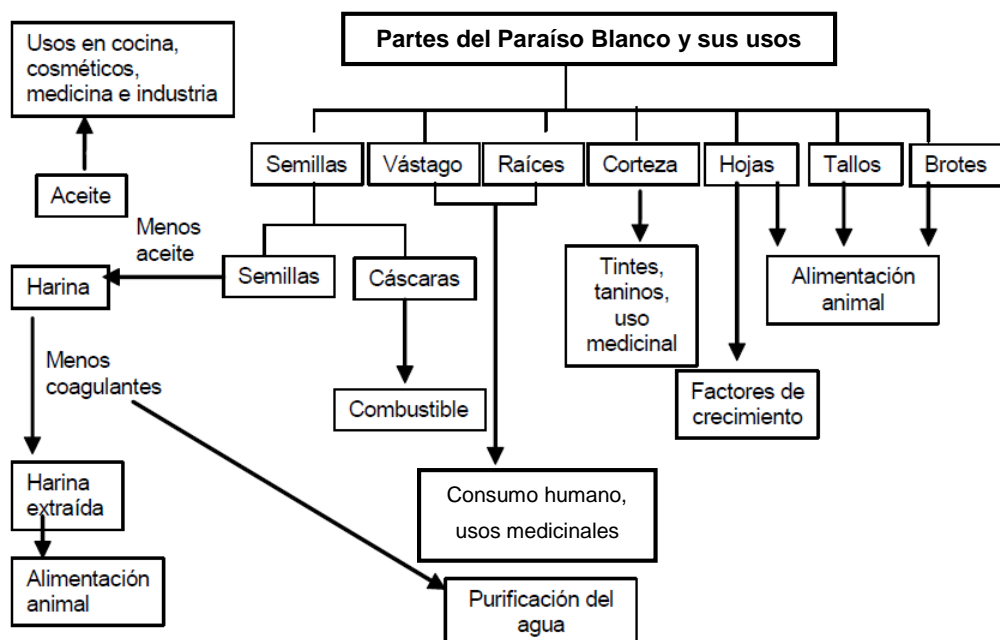 Partes del Paraíso Blanco y sus usos
Usos en cocina,
cosméticos,
medicina e industria
Aceite
Semillas
Vástago
Raíces
Corteza
Hojas
Tallos
Brotes
Menos
aceite
Harina
Semillas
Cáscaras
Tintes,
taninos,
uso
medicinal
Alimentación
animal
Menos
coagulantes
Combustible
Factores de
crecimiento
Harina
extraída
Consumo humano,
usos medicinales
Alimentación
animal
Purificación del
agua